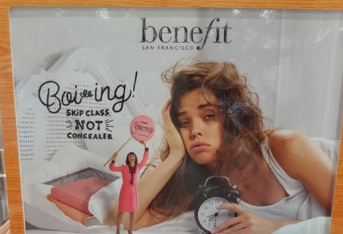 benefit
SAN FRANCISCO
Boi-ing!
SKIP CLASS
NOT
CONCEALER